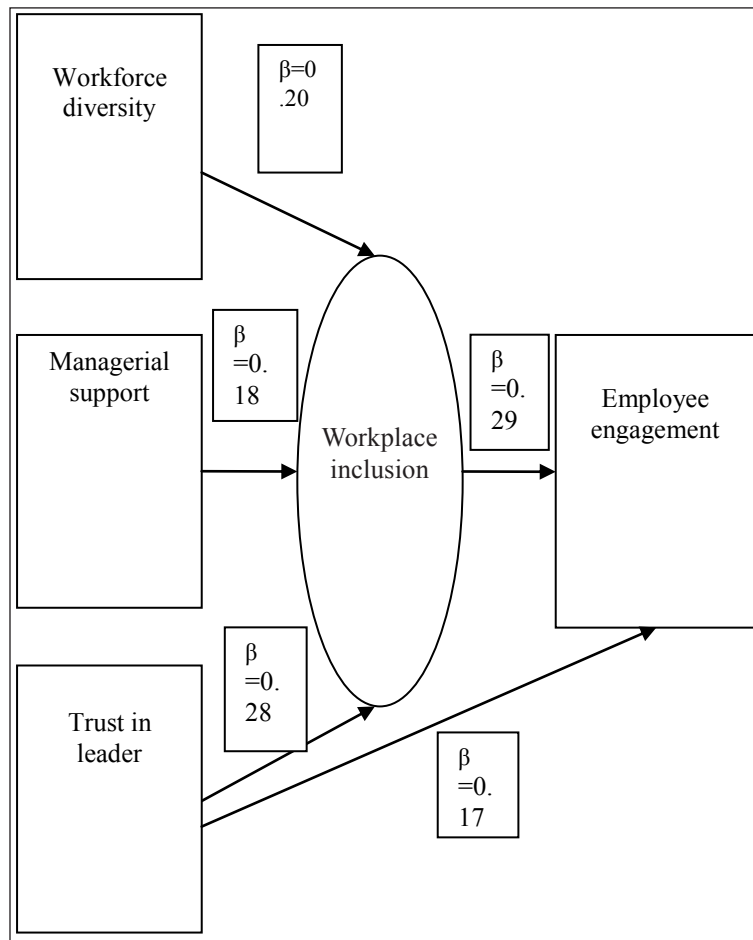 Workforce
diversity
β=0
.20
Managerial
support
β
=0.
18
Workplace
inclusion
β
=0.
29
Employee
engagement
Trust in
leader
β
=0.
28
β
=0.
17